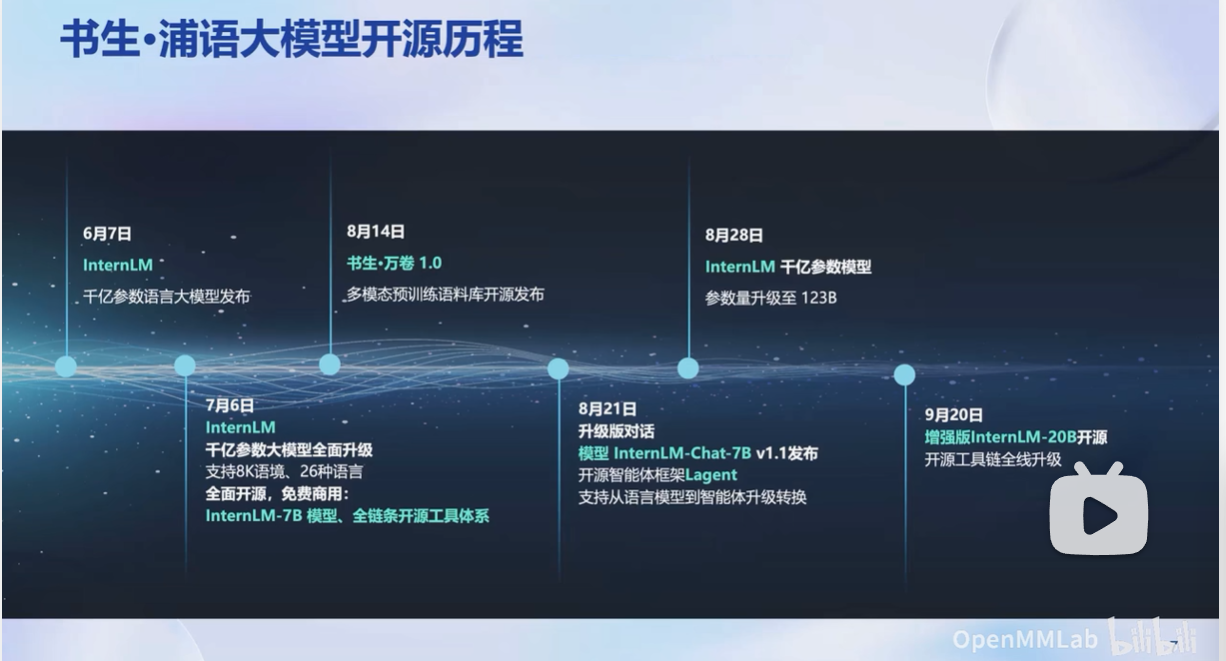 书生·浦语大模型开源历程
6月7日
InternLM
千亿参数语言大模型发布
7月6日
InternLM
千亿参数大模型全面升级
支持8K语境、26种语言
全面开源，免费商用：
InternLM-7B 模型、全链条开源工具体系
8月14日
书生·万卷 1.0
多模态预训练语料库开源发布
8月21日
升级版对话
模型 InternLM-Chat-7B v1.1发布
开源智能体框架Lagent
支持从语言模型到智能体升级转换
8月28日
InternLM 千亿参数模型
参数量升级至 123B
9月20日
增强版InternLM-20B开源
开源工具链全线升级
OpenMMLab bilibili
7